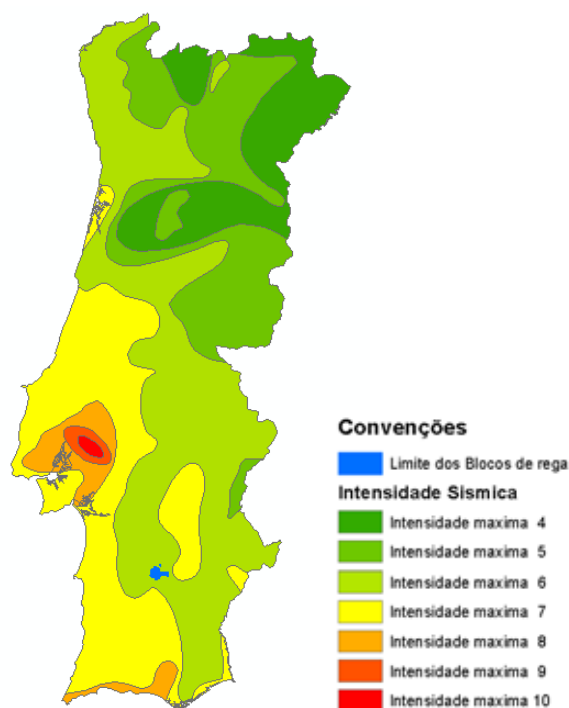 Convenções
Limite dos Blocos de rega
Intensidade Sísmica
Intensidade maxima 4
Intensidade maxima 5
Intensidade maxima 6
Intensidade maxima 7
Intensidade maxima 8
Intensidade maxima 9
Intensidade maxima 10